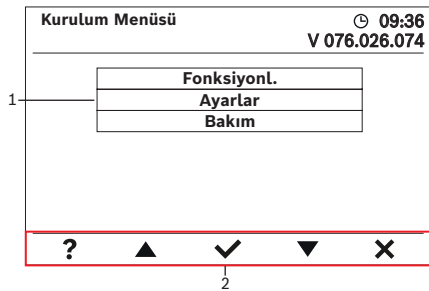 Kurulum Menüsü 09:36
V 076.026.074
Fonksiyonl.
1 Ayarlar
Bakım
?
2